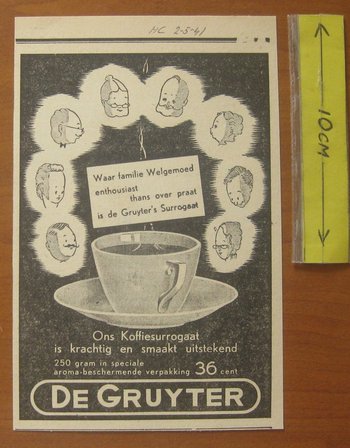 HC 2-5-41
Waar familie Welgemoed
enthousiast
thans over praat
is de Gruyter's Surrogaat
Ons Koffiesurrogaat
is krachtig en smaakt uitstekend
250 gram in speciale
aroma-beschermende verpakking 36 cent
DE GRUYTER
10CM